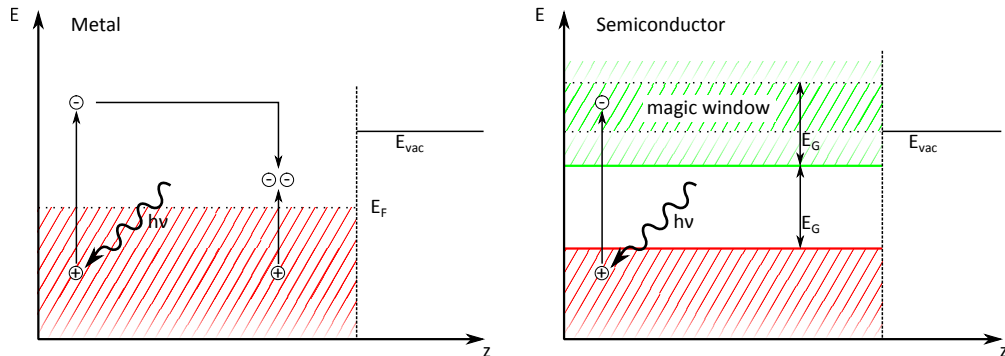 E
Metal
−
E_vac
− −
E_F
hν
+
+
z
E
Semiconductor
−
magic window
E_G
E_vac
hν
E_G
+
z